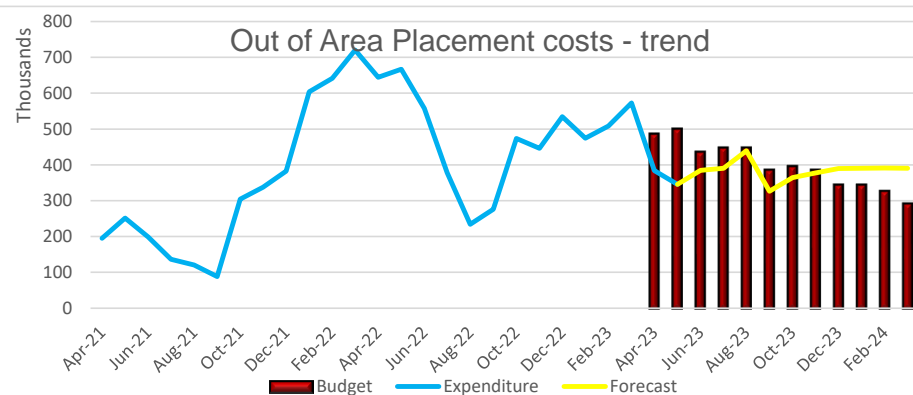 Out of Area Placement costs - trend
Thousands
800
700
600
500
400
300
200
100
0
Apr-21
Jun-21
Aug-21
Oct-21
Dec-21
Feb-22
Apr-22
Jun-22
Aug-22
Oct-22
Dec-22
Feb-23
Apr-23
Jun-23
Aug-23
Oct-23
Dec-23
Feb-24
Budget
Expenditure
Forecast